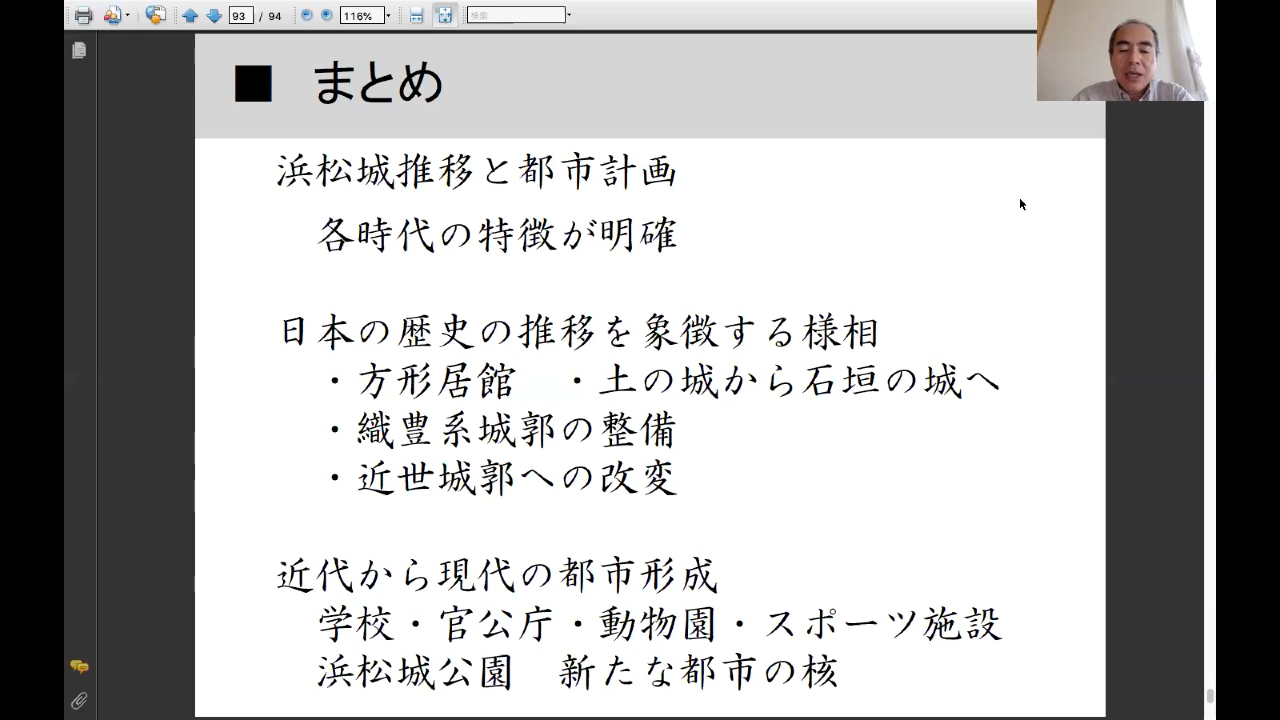 93 / 94
116%
検索
■ まとめ
浜松城推移と都市計画
各時代の特徴が明確
日本の歴史の推移を象徴する様相
・方形居館 ・土の城から石垣の城へ
・織豊系城郭の整備
・近世城郭への改変
近代から現代の都市形成
学校・官公庁・動物園・スポーツ施設
浜松城公園 新たな都市の核